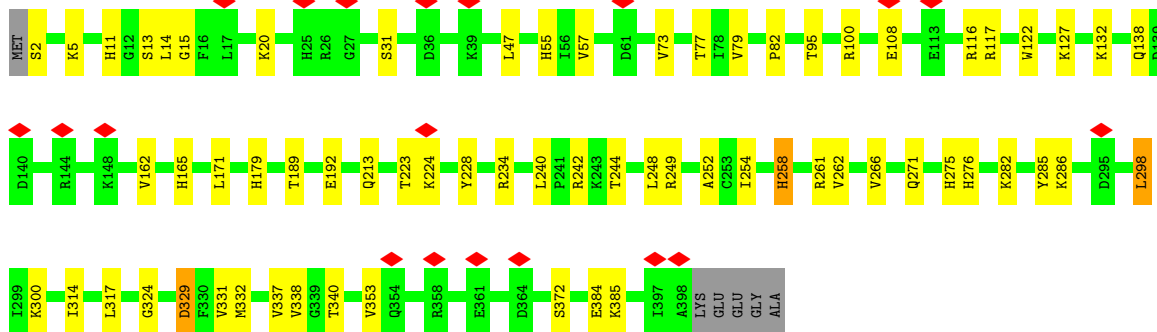 MET S2 K5 H11 G12 S13 L14 G15 F16 L17 K20 H25 R26 G27 S31 D36 K39 L47 H55 I56 V57 D61 V73 T77 I78 V79 P82 T95 R100 E108 E113 R116 R117 W122 K127 K132 Q138 D139
D140 R144 K148 V162 H165 L171 H179 T189 E192 Q213 T223 K224 Y228 R234 L240 P241 R242 K243 T244 L248 R249 A252 C253 I254 H258 R261 V262 V266 Q271 H275 H276 K282 Y285 K286 D295 L298
I299 K300 I314 L317 G324 D329 F330 V331 M332 V337 V338 G339 T340 V353 Q354 R358 E361 D364 S372 E384 K385 I397 A398 LYS GLU GLU GLY ALA